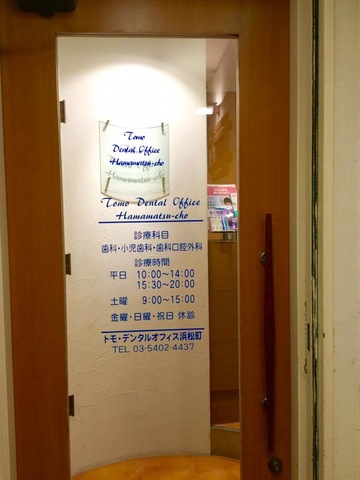 Tomo
Dental Office
Hamamatsu-cho
Tomo Dental Office
Hamamatsu-cho
診療科目
歯科・小児歯科・歯科口腔外科
診療時間
平日 10:00〜14:00
15:30〜20:00
土曜 9:00〜15:00
金曜・日曜・祝日 休診
トモ・デンタルオフィス浜松町
TEL 03-5402-4437